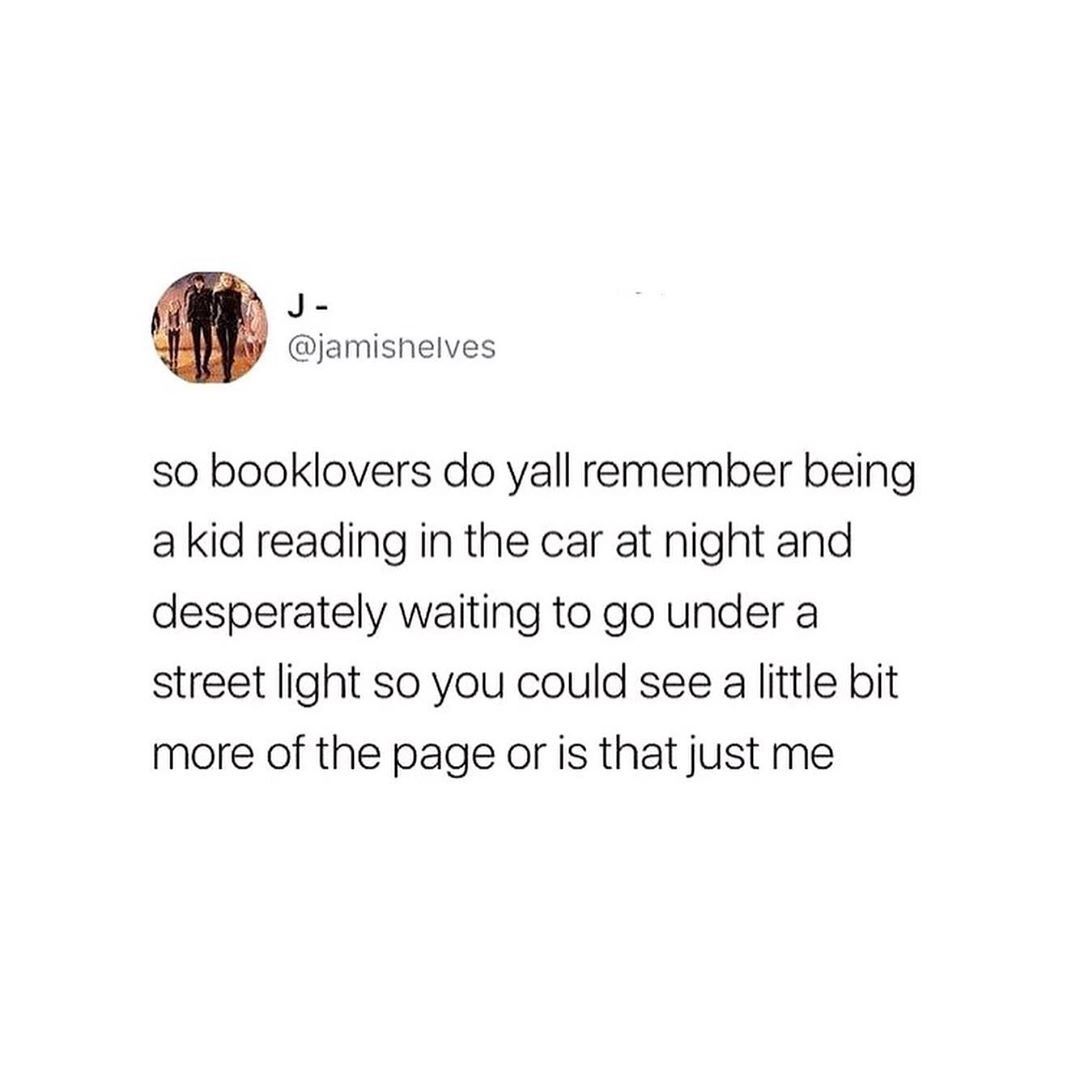 J -
@jamishelves
so booklovers do yall remember being
a kid reading in the car at night and
desperately waiting to go under a
street light so you could see a little bit
more of the page or is that just me